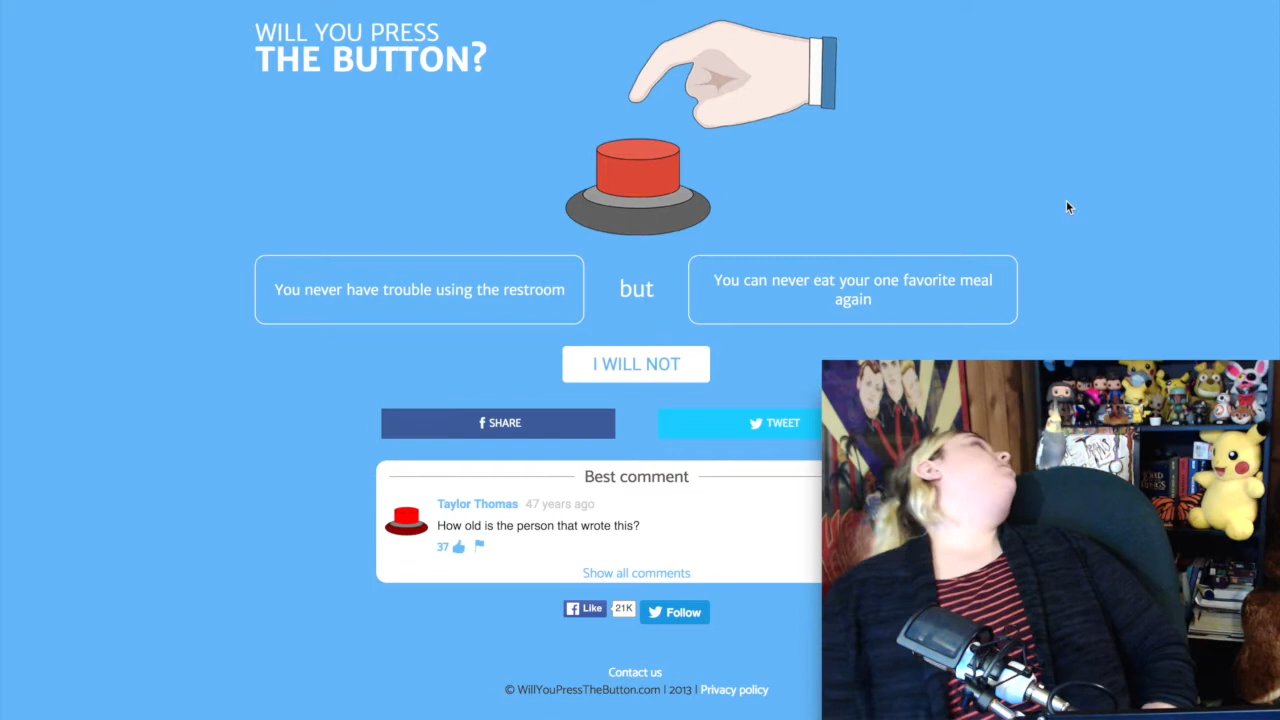 WILL YOU PRESS
THE BUTTON?
You never have trouble using the restroom
but
You can never eat your one favorite meal
again
I WILL NOT
SHARE
TWEET
Best comment
Taylor Thomas 47 years ago
How old is the person that wrote this?
37
Show all comments
Like 21K Follow
Contact us
© WillYouPressTheButton.com | 2013 | Privacy policy